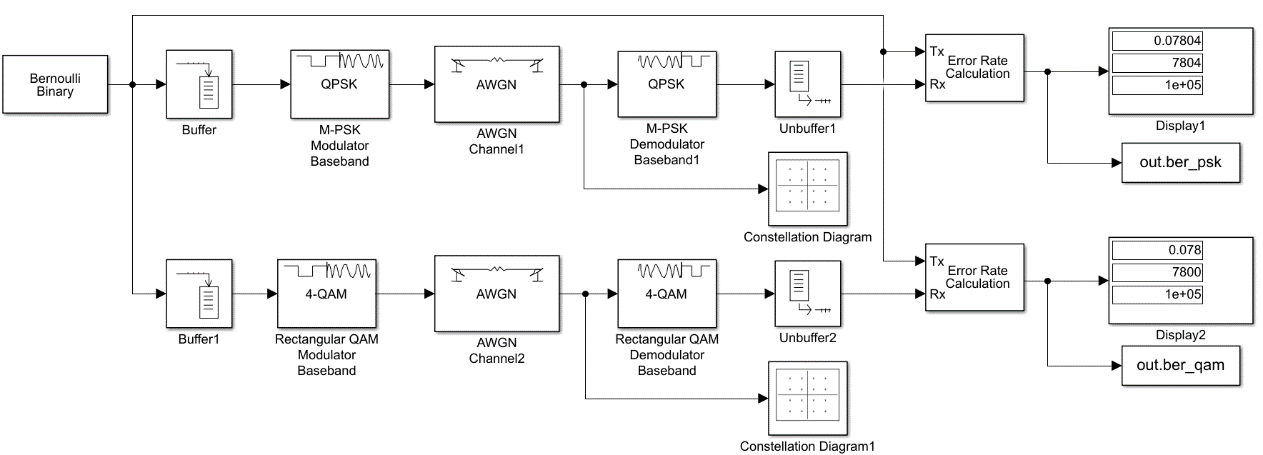 Bernoulli
Binary
Buffer
QPSK
M-PSK
Modulator
Baseband
AWGN
AWGN
Channel1
QPSK
M-PSK
Demodulator
Baseband1
Unbuffer1
Tx
Rx
Error Rate
Calculation
0.07804
7804
1e+05
Display1
out.ber_psk
Constellation Diagram
Buffer1
4-QAM
Rectangular QAM
Modulator
Baseband
AWGN
AWGN
Channel2
4-QAM
Rectangular QAM
Demodulator
Baseband
Unbuffer2
Tx
Rx
Error Rate
Calculation
0.078
7800
1e+05
Display2
out.ber_qam
Constellation Diagram1